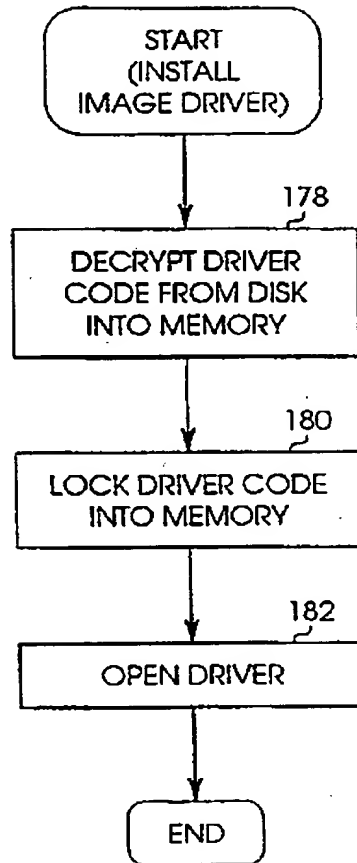 START
(INSTALL
IMAGE DRIVER)
178
DECRYPT DRIVER
CODE FROM DISK
INTO MEMORY
180
LOCK DRIVER CODE
INTO MEMORY
182
OPEN DRIVER
END